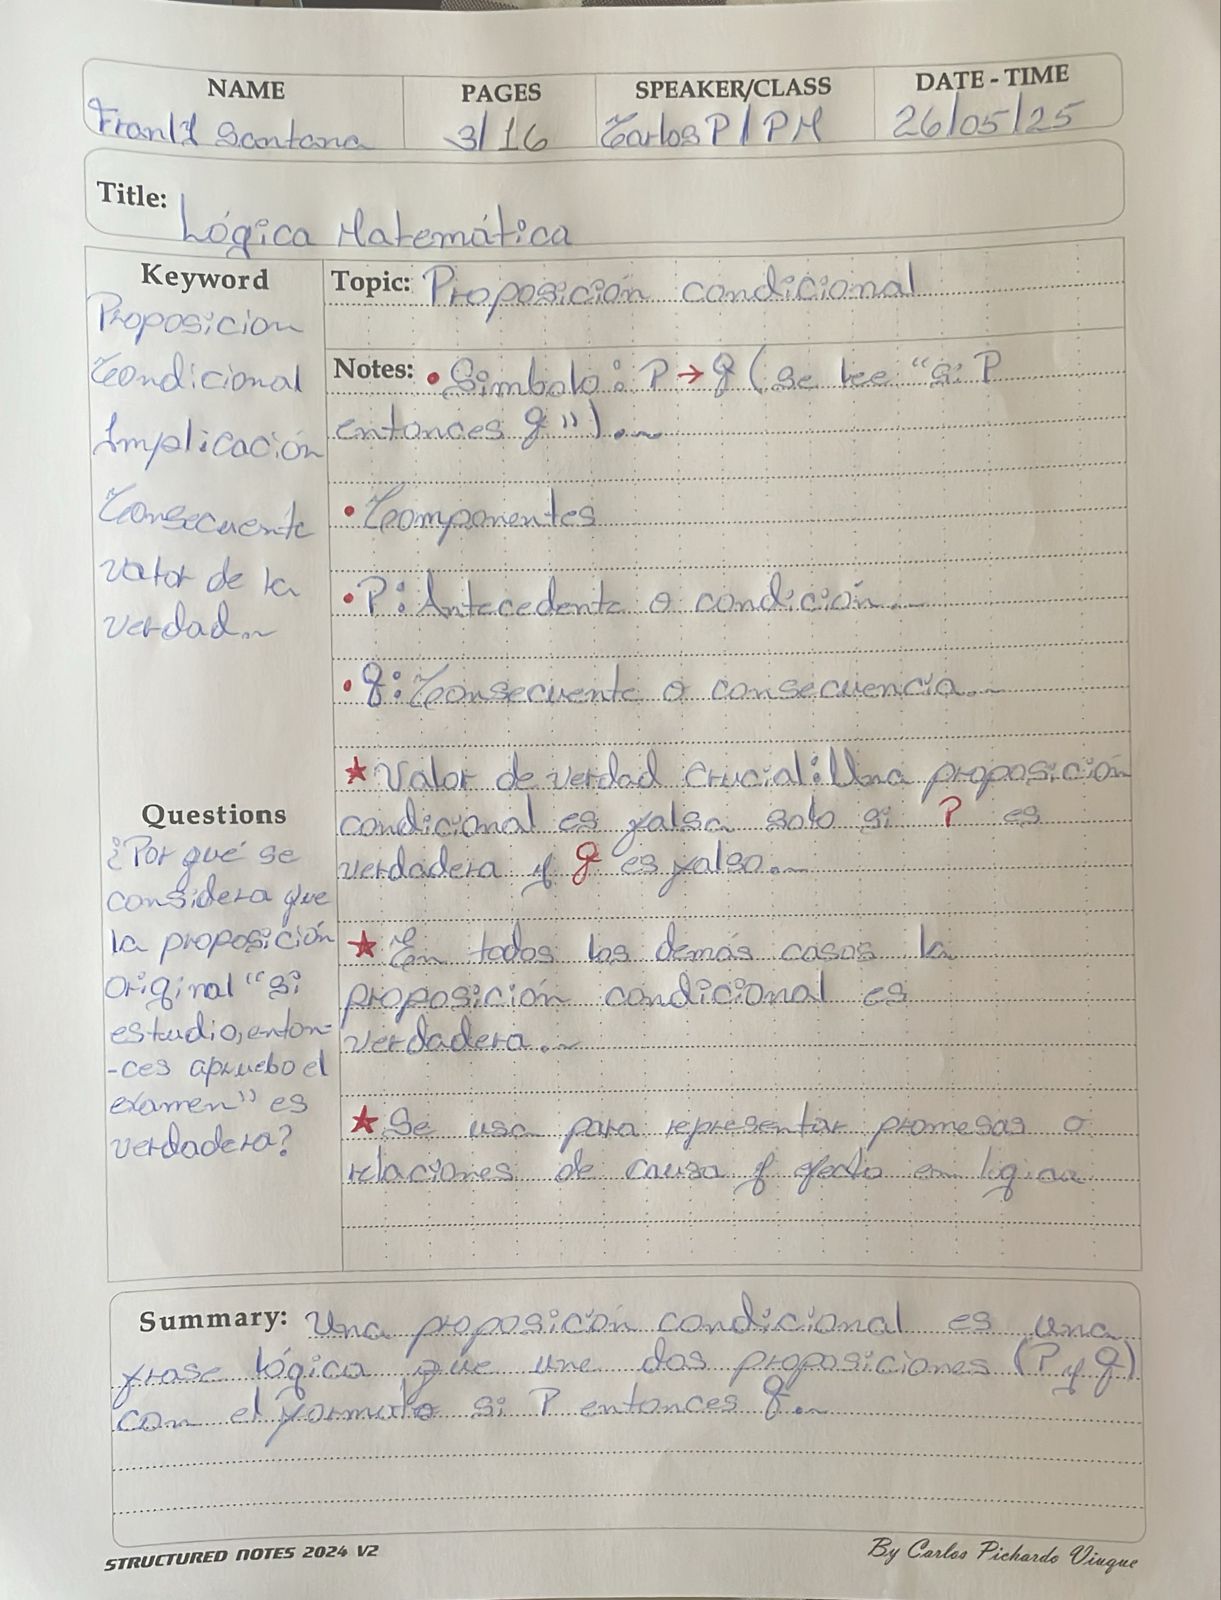 NAME PAGES SPEAKER/CLASS DATE - TIME
Santana 3/16 Carlos P / PM 26/05/25
Title: Lógica Matemática
Keyword
Proposicion
Condicional
Implicación
Consecuente
Valor de la
verdad..
Questions
¿Por qué se
considera que
la proposición
original "si
estudio, enton-
-ces apruebo el
examen" es
verdadera?
Topic: Proposición condicional
Notes: • Simbolo: P → q (se lee "si P
entonces q")..
• Componentes
• P: Antecedente o condición..
• q: Consecuente o consecuencia..
★ Valor de verdad crucial: Una proposición
condicional es falsa solo si P es
verdadera y q es falso..
★ En todos los demás casos la
proposición condicional es
verdadera..
★ Se usa para representar promesas o
relaciones de causa y efecto en lógica
Summary: Una proposición condicional es una
frase lógica que une dos proposiciones (P y q)
con el formato si P entonces q..
STRUCTURED NOTES 2024 V2 By Carlos Pichardo Viuque